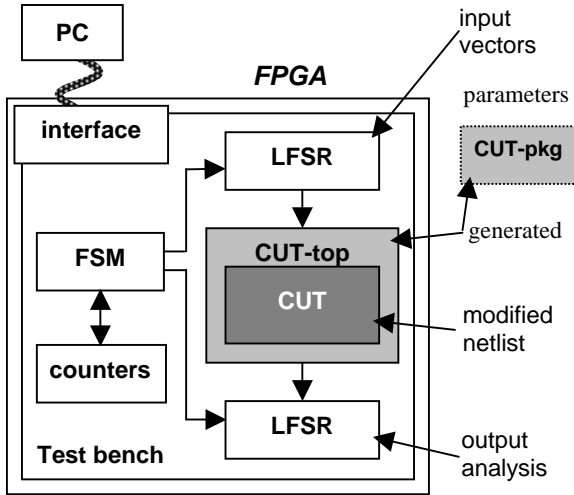 PC
input
vectors
FPGA
parameters
interface
LFSR
CUT-pkg
FSM
CUT-top
generated
CUT
modified
netlist
counters
LFSR
Test bench
output
analysis